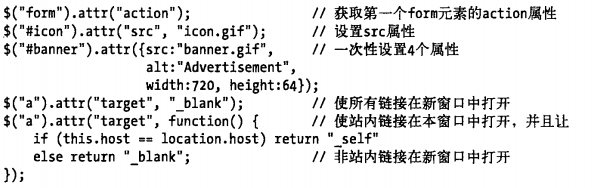 $("form").attr("action"); // 获取第一个form元素的action属性
$("#icon").attr("src", "icon.gif"); // 设置src属性
$("#banner").attr({src:"banner.gif", // 一次性设置4个属性
alt:"Advertisement",
width:720, height:64});
$("a").attr("target", "_blank"); // 使所有链接在新窗口中打开
$("a").attr("target", function() { // 使站内链接在本窗口中打开，并且让
if (this.host == location.host) return "_self"
else return "_blank"; // 非站内链接在新窗口中打开
});